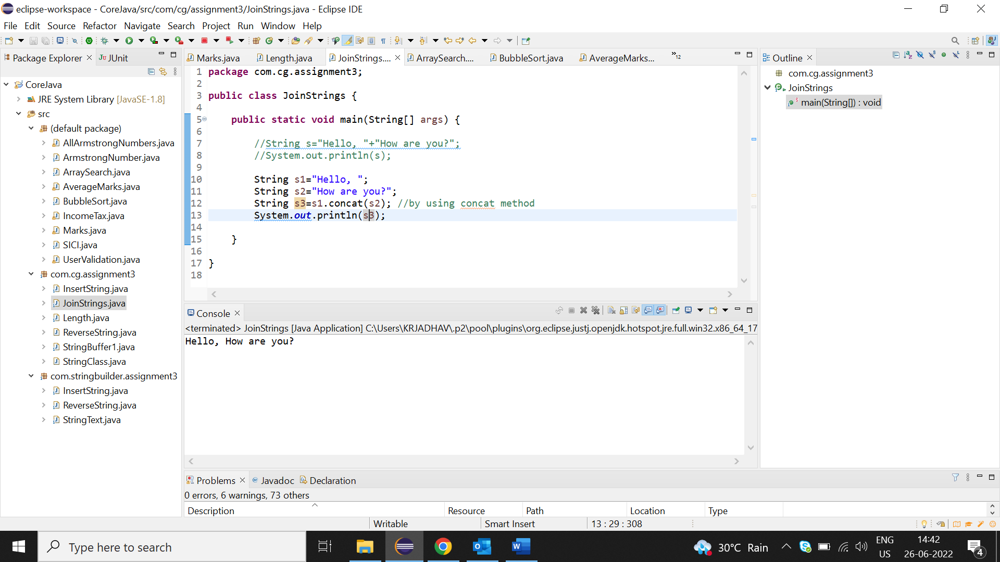 eclipse-workspace - CoreJava/src/com/cg/assignment3/JoinStrings.java - Eclipse IDE
File Edit Source Refactor Navigate Search Project Run Window Help
Package Explorer
JUnit
CoreJava
JRE System Library [JavaSE-1.8]
src
(default package)
AllArmstrongNumbers.java
ArmstrongNumber.java
ArraySearch.java
AverageMarks.java
BubbleSort.java
IncomeTax.java
Marks.java
SICI.java
UserValidation.java
com.cg.assignment3
InsertString.java
JoinStrings.java
Length.java
ReverseString.java
StringBuffer1.java
StringClass.java
com.stringbuilder.assignment3
InsertString.java
ReverseString.java
StringText.java
Marks.java Length.java JoinStrings.... ArraySearch.... BubbleSort.java AverageMarks... »12
1 package com.cg.assignment3;
2
3 public class JoinStrings {
4
5 public static void main(String[] args) {
6
7 //String s="Hello, "+"How are you?";
8 //System.out.println(s);
9
10 String s1="Hello, ";
11 String s2="How are you?";
12 String s3=s1.concat(s2); //by using concat method
13 System.out.println(s3);
14
15 }
16
17 }
18
Console
<terminated> JoinStrings [Java Application] C:\Users\KRJADHAV\.p2\pool\plugins\org.eclipse.justj.openjdk.hotspot.jre.full.win32.x86_64_17
Hello, How are you?
Problems Javadoc Declaration
0 errors, 6 warnings, 73 others
Description Resource Path Location Type
Outline
com.cg.assignment3
JoinStrings
main(String[]) : void
Writable Smart Insert 13 : 29 : 308
Type here to search
30°C Rain
ENG
US
14:42
26-06-2022
4